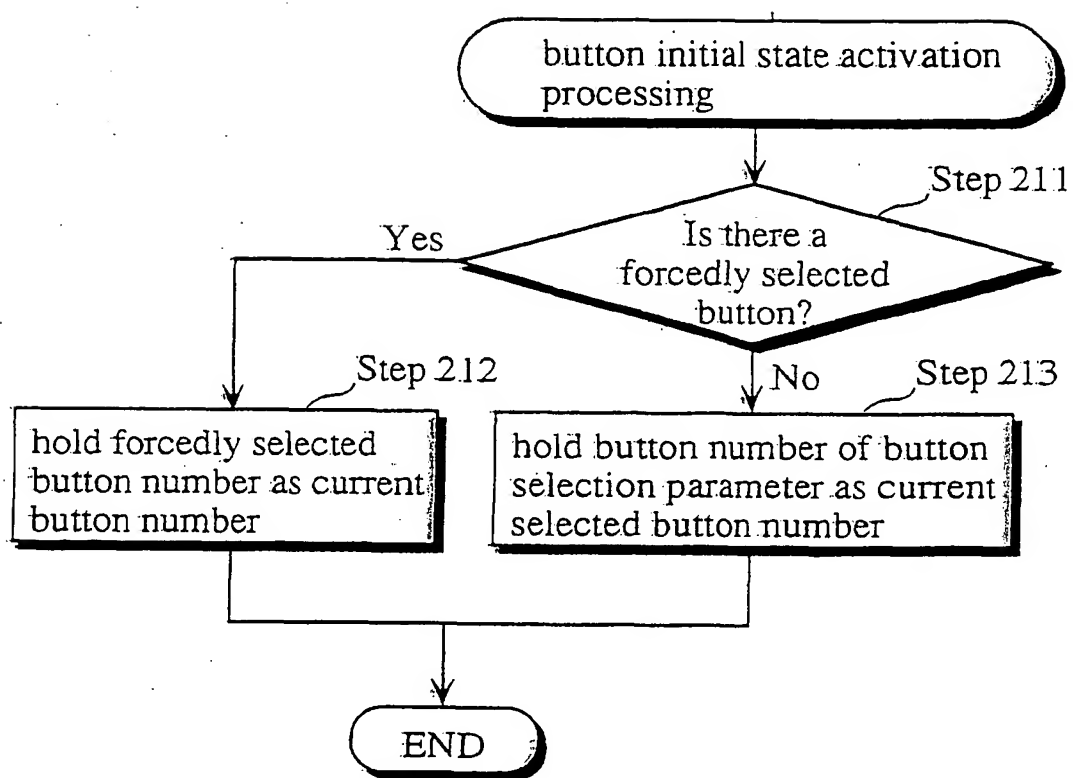 button initial state activation
processing
Step 211
Is there a
forcedly selected
button?
Yes
No
Step 212
hold forcedly selected
button number as current
button number
Step 213
hold button number of button
selection parameter as current
selected button number
END